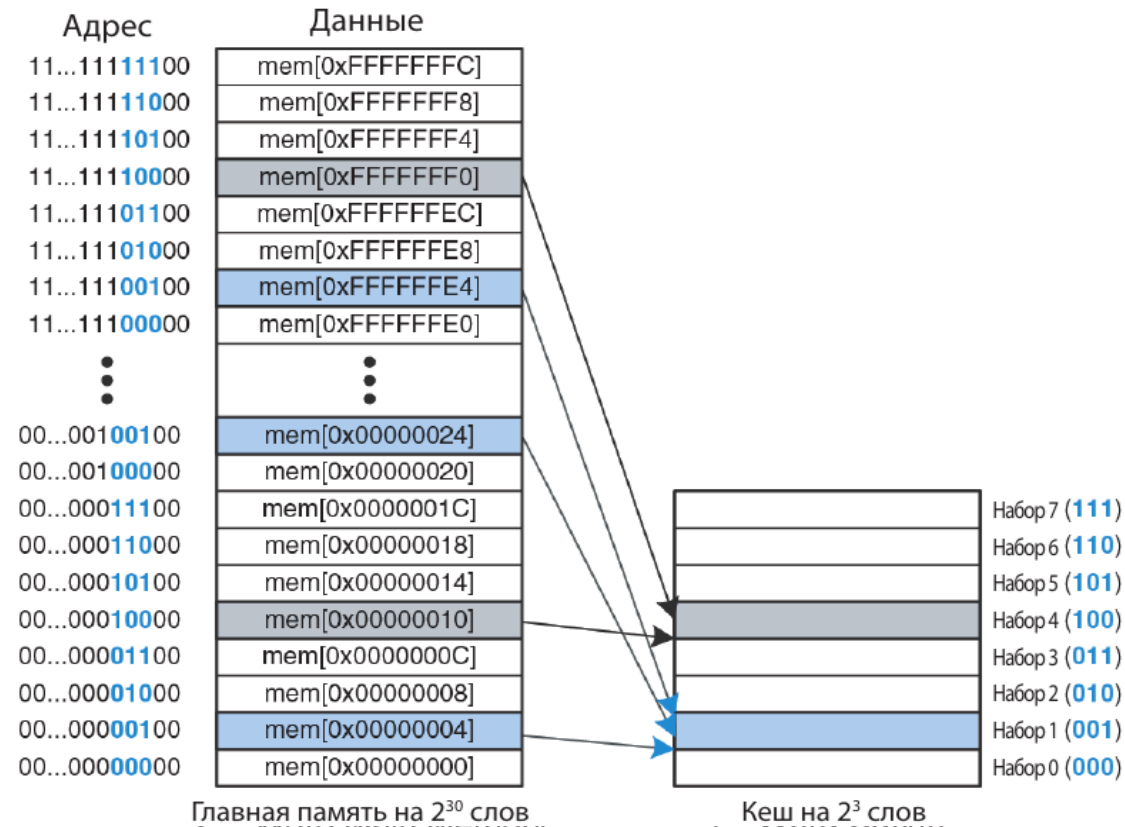 Адрес Данные
11...11111100 mem[0xFFFFFFFC]
11...11111000 mem[0xFFFFFFF8]
11...11110100 mem[0xFFFFFFF4]
11...11110000 mem[0xFFFFFFF0]
11...11101100 mem[0xFFFFFFEC]
11...11101000 mem[0xFFFFFFE8]
11...11100100 mem[0xFFFFFFE4]
11...11100000 mem[0xFFFFFFE0]
00...00100100 mem[0x00000024]
00...00100000 mem[0x00000020]
00...00011100 mem[0x0000001C] Набор 7 (111)
00...00011000 mem[0x00000018] Набор 6 (110)
00...00010100 mem[0x00000014] Набор 5 (101)
00...00010000 mem[0x00000010] Набор 4 (100)
00...00001100 mem[0x0000000C] Набор 3 (011)
00...00001000 mem[0x00000008] Набор 2 (010)
00...00000100 mem[0x00000004] Набор 1 (001)
00...00000000 mem[0x00000000] Набор 0 (000)
Главная память на 2³⁰ слов Кеш на 2³ слов